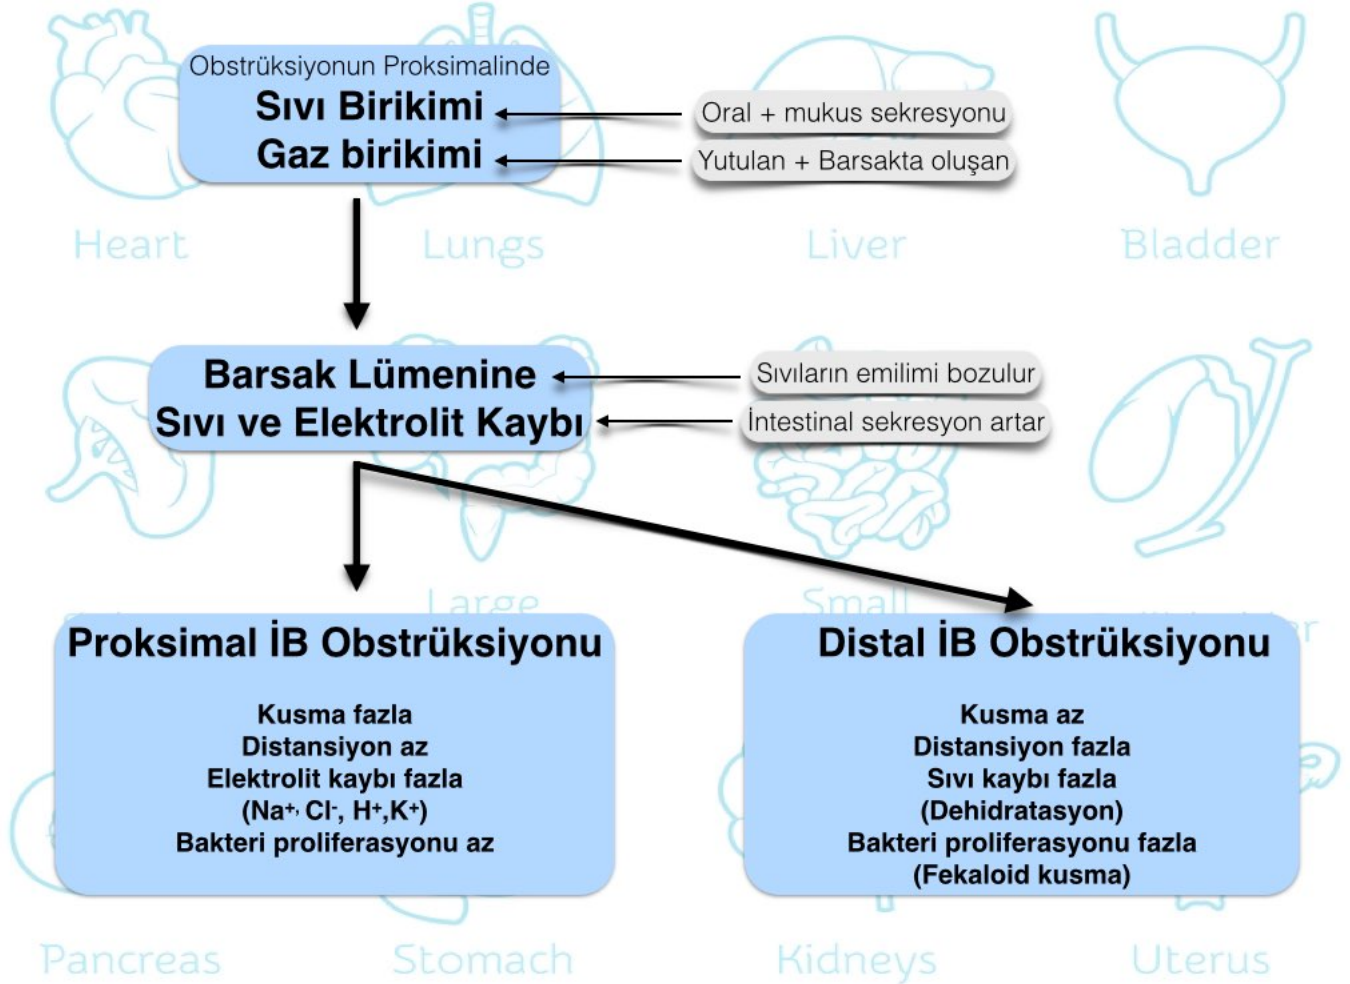 Obstrüksiyonun Proksimalinde
Sıvı Birikimi
Gaz birikimi
Oral + mukus sekresyonu
Yutulan + Barsakta oluşan
Heart
Lungs
Liver
Bladder
Barsak Lümenine
Sıvı ve Elektrolit Kaybı
Sıvıların emilimi bozulur
İntestinal sekresyon artar
Large
Small
Proksimal İB Obstrüksiyonu
Kusma fazla
Distansiyon az
Elektrolit kaybı fazla
(Na+, Cl-, H+,K+)
Bakteri proliferasyonu az
Distal İB Obstrüksiyonu
Kusma az
Distansiyon fazla
Sıvı kaybı fazla
(Dehidratasyon)
Bakteri proliferasyonu fazla
(Fekaloid kusma)
Pancreas
Stomach
Kidneys
Uterus